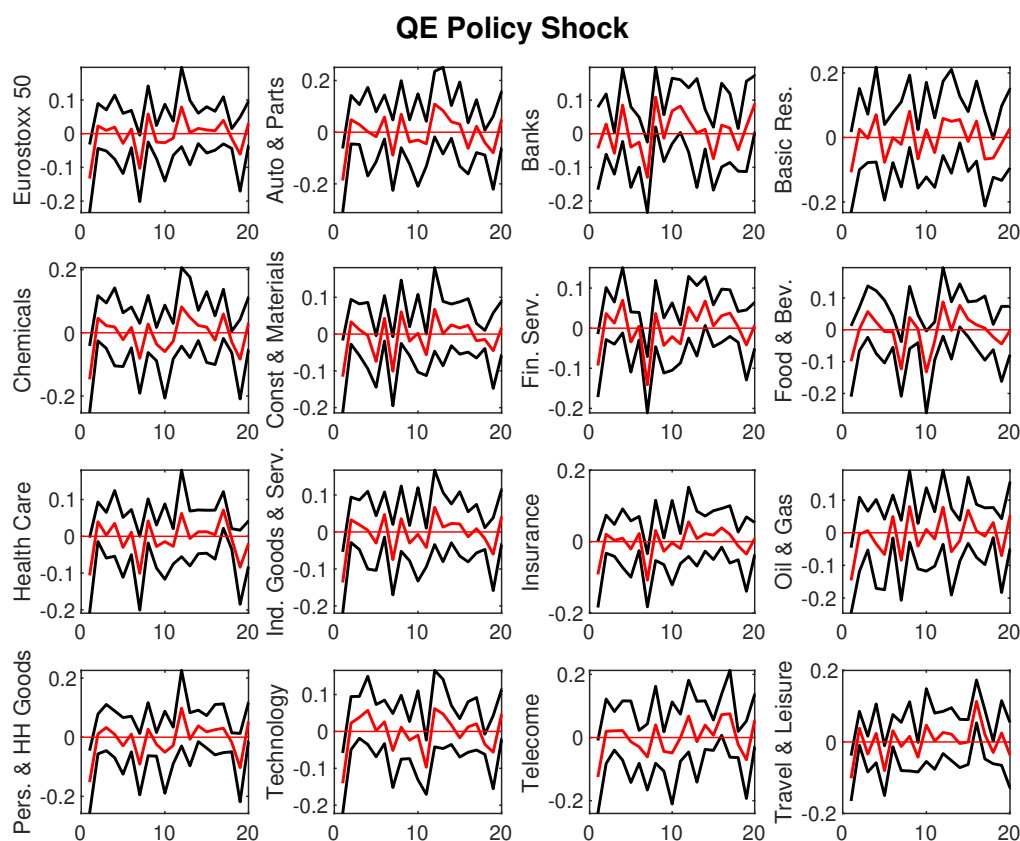 QE Policy Shock
Eurostoxx 50
0.1
0
-0.1
-0.2
0 10 20
Auto & Parts
0.2
0
-0.2
0 10 20
Banks
0.1
0
-0.1
-0.2
0 10 20
Basic Res.
0.2
0
-0.2
0 10 20
Chemicals
0.2
0
-0.2
0 10 20
Const & Materials
0.1
0
-0.1
-0.2
0 10 20
Fin. Serv.
0.1
0
-0.1
-0.2
0 10 20
Food & Bev.
0.1
0
-0.1
-0.2
0 10 20
Health Care
0.1
0
-0.1
-0.2
0 10 20
Ind. Goods & Serv.
0.1
0
-0.1
-0.2
0 10 20
Insurance
0.2
0
-0.2
0 10 20
Oil & Gas
0.1
0
-0.1
-0.2
0 10 20
Pers. & HH Goods
0.2
0
-0.2
0 10 20
Technology
0.1
0
-0.1
-0.2
0 10 20
Telecome
0.2
0
-0.2
0 10 20
Travel & Leisure
0.2
0
-0.2
0 10 20